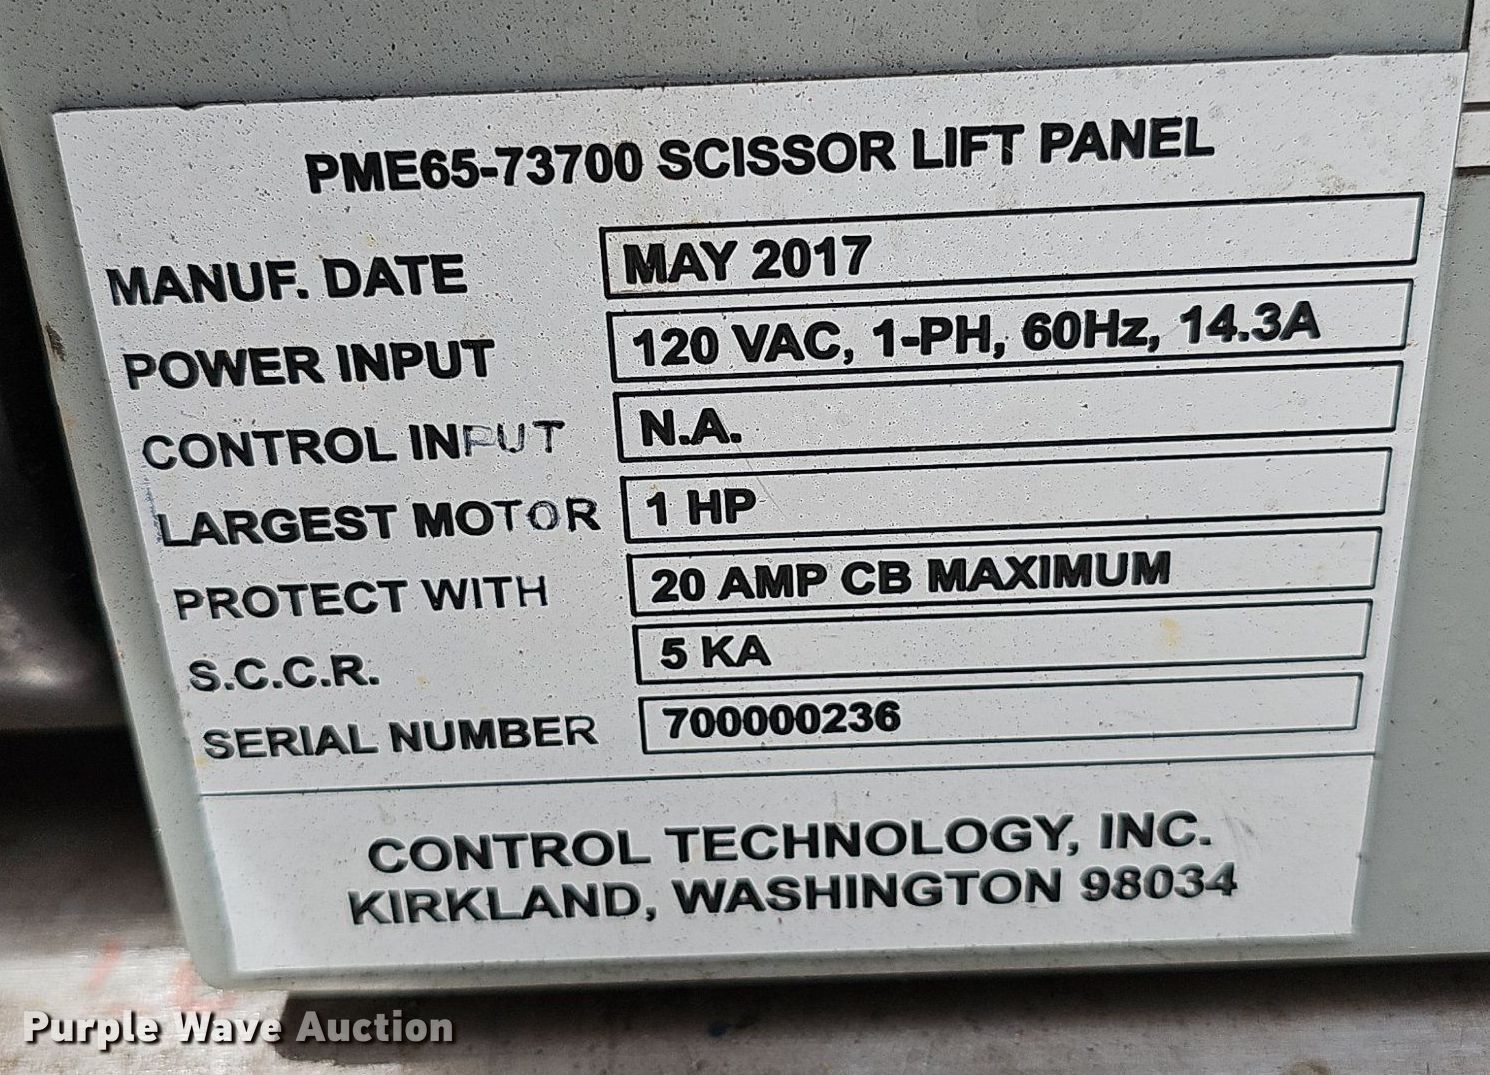 PME65-73700 SCISSOR LIFT PANEL
MANUF. DATE MAY 2017
POWER INPUT 120 VAC, 1-PH, 60Hz, 14.3A
CONTROL INPUT N.A.
LARGEST MOTOR 1 HP
PROTECT WITH 20 AMP CB MAXIMUM
S.C.C.R. 5 KA
SERIAL NUMBER 700000236
CONTROL TECHNOLOGY, INC.
KIRKLAND, WASHINGTON 98034
Purple Wave Auction